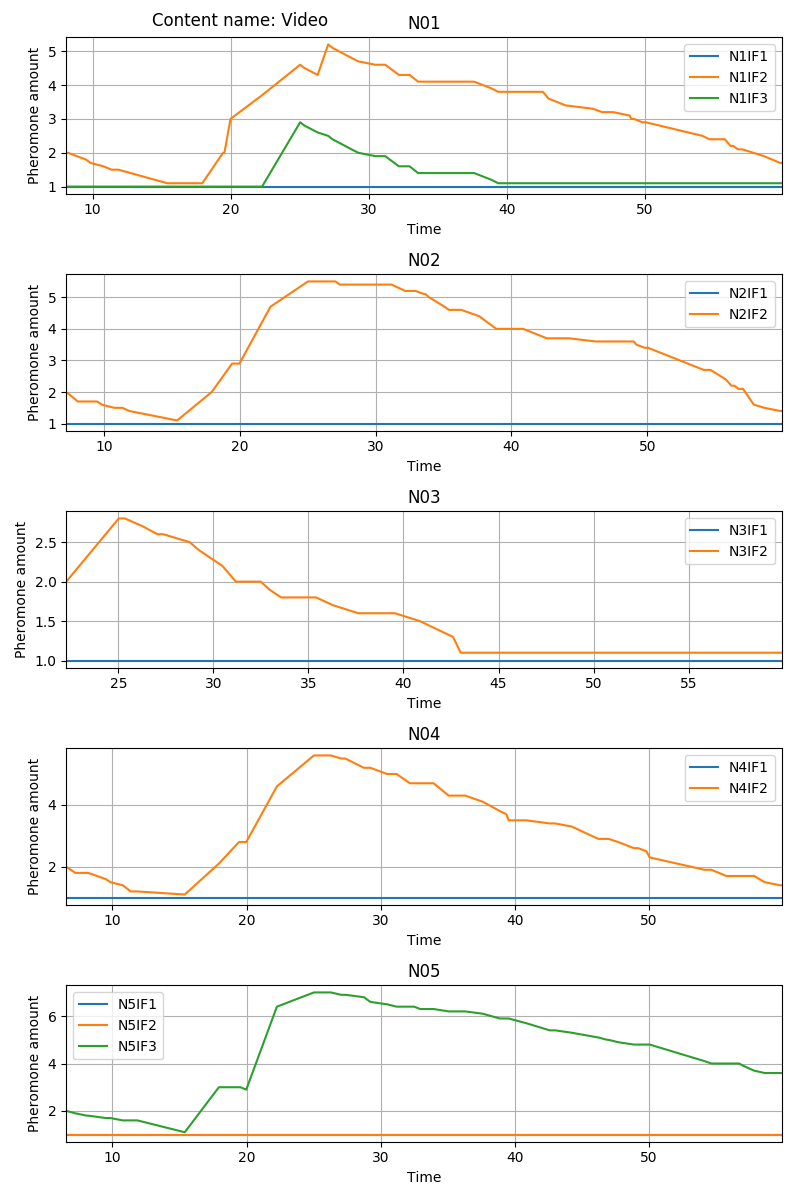 Content name: Video
N01
Pheromone amount
5
4
3
2
1
N1IF1
N1IF2
N1IF3
10 20 30 40 50
Time
N02
Pheromone amount
5
4
3
2
1
N2IF1
N2IF2
10 20 30 40 50
Time
N03
Pheromone amount
2.5
2.0
1.5
1.0
N3IF1
N3IF2
25 30 35 40 45 50 55
Time
N04
Pheromone amount
4
2
N4IF1
N4IF2
10 20 30 40 50
Time
N05
Pheromone amount
6
4
2
N5IF1
N5IF2
N5IF3
10 20 30 40 50
Time